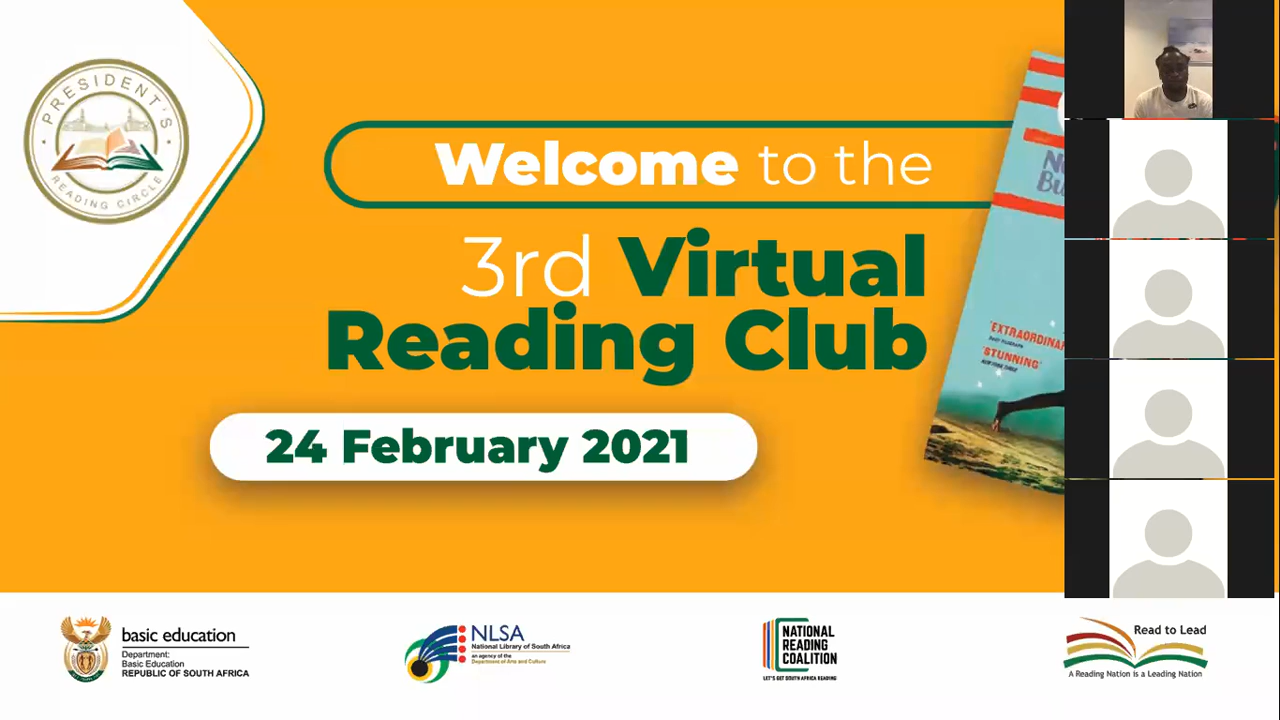 PRESIDENT'S
READING CIRCLE
Welcome to the
3rd Virtual
Reading Club
24 February 2021
'EXTRAORDINA
'STUNNING'
basic education
Department:
Basic Education
REPUBLIC OF SOUTH AFRICA
NLSA
National Library of South Africa
an agency of the
Department of Arts and Culture
NATIONAL
READING
COALITION
LET'S GET SOUTH AFRICA READING
Read to Lead
A Reading Nation is a Leading Nation